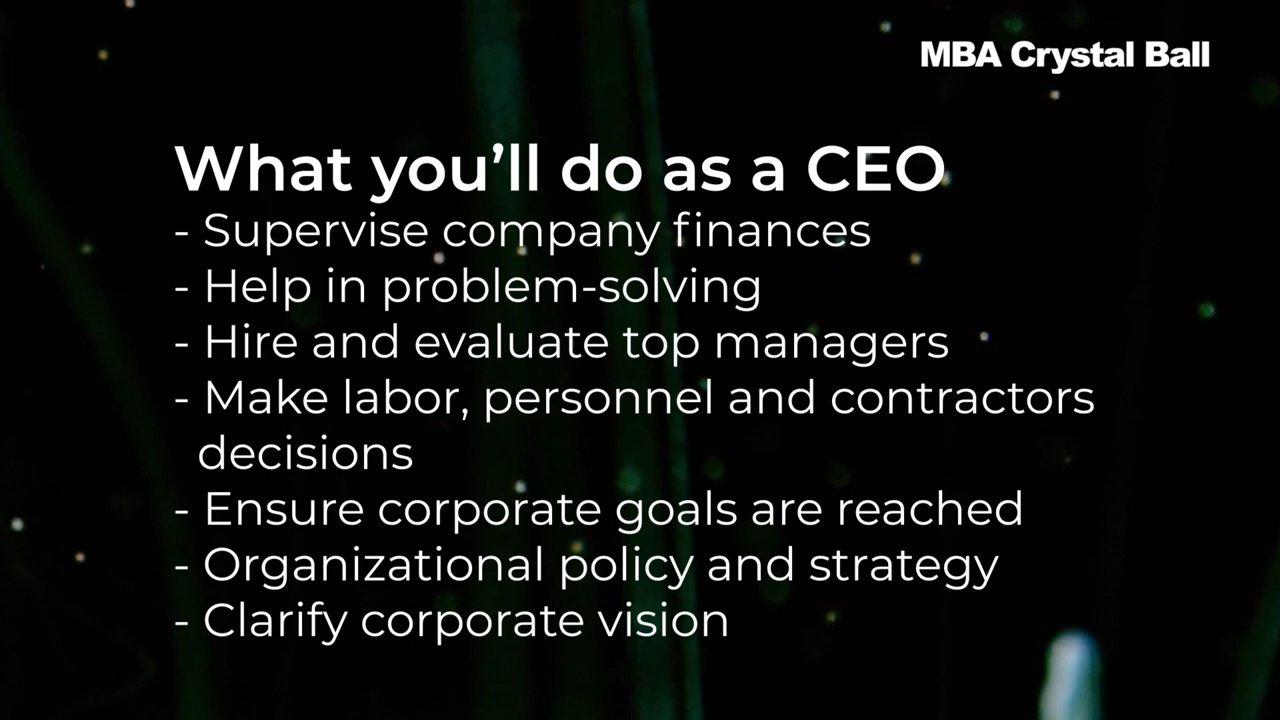 MBA Crystal Ball
What you’ll do as a CEO
- Supervise company finances
- Help in problem-solving
- Hire and evaluate top managers
- Make labor, personnel and contractors
decisions
- Ensure corporate goals are reached
- Organizational policy and strategy
- Clarify corporate vision